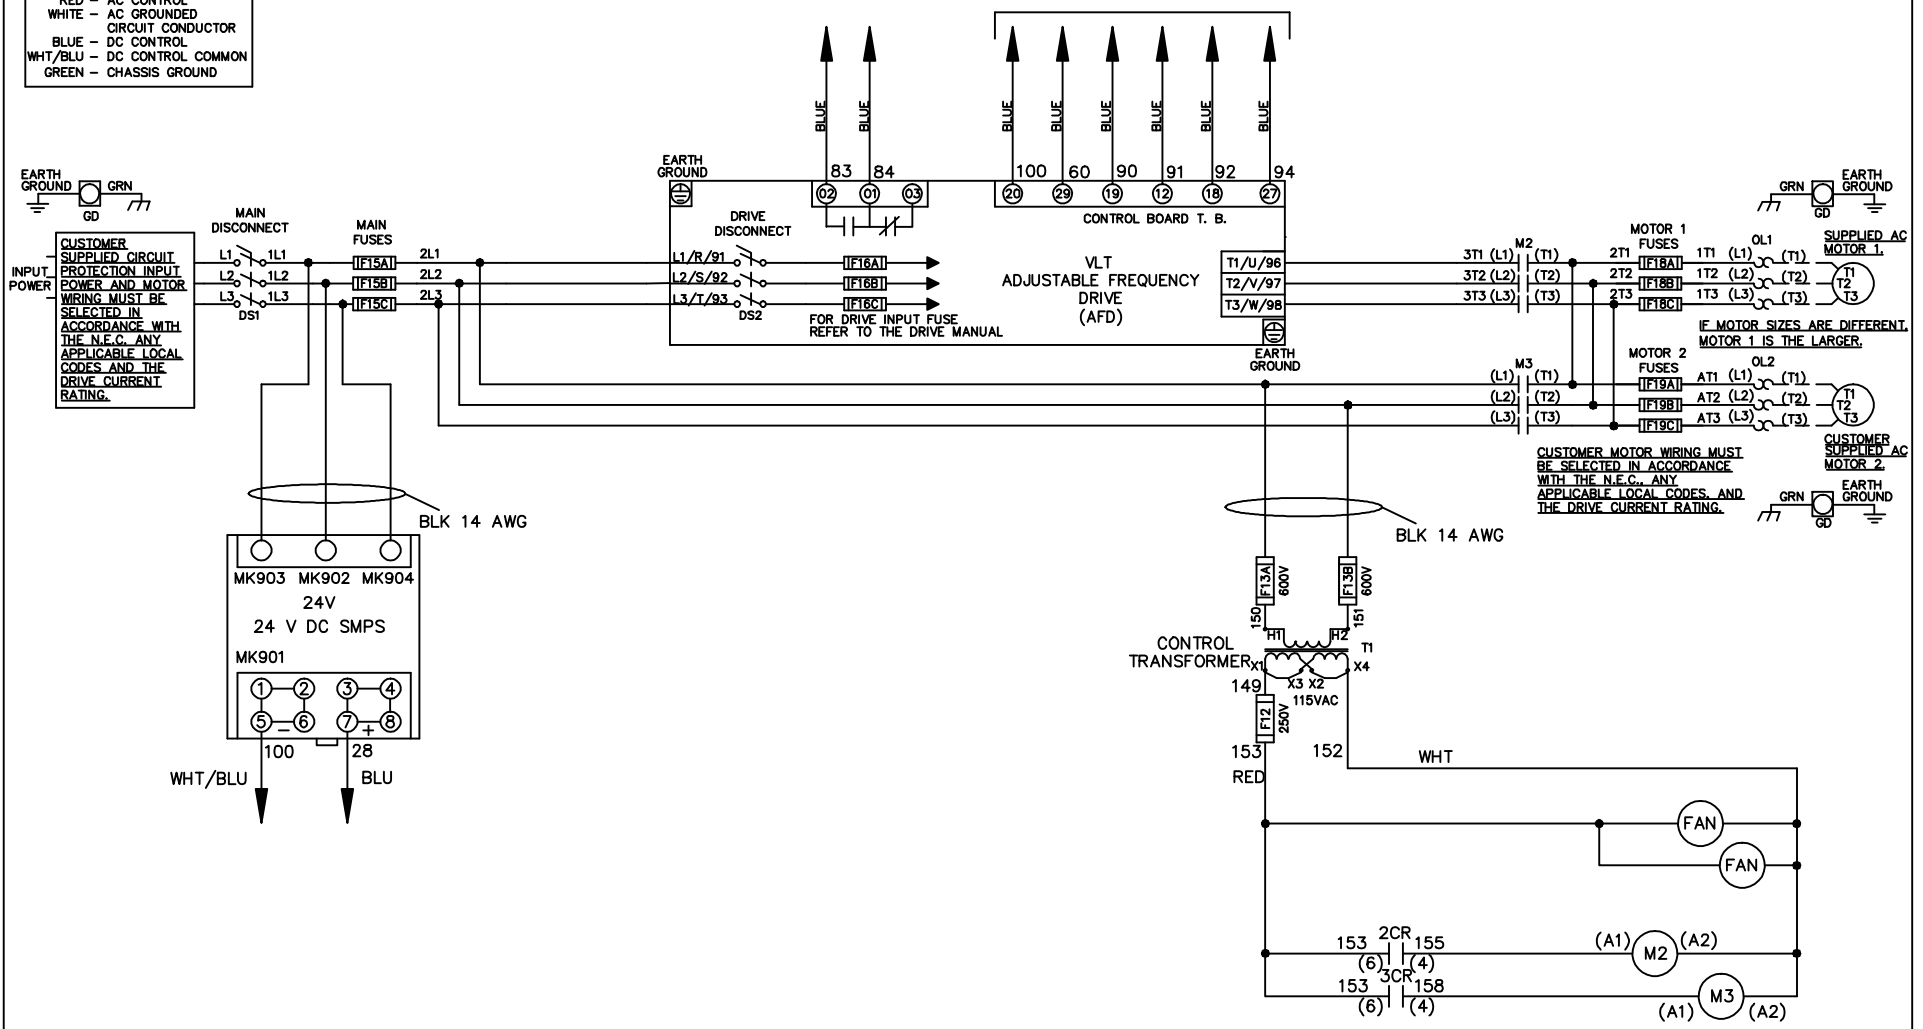 RED – AC CONTROL
WHITE – AC GROUNDED
CIRCUIT CONDUCTOR
BLUE – DC CONTROL
WHT/BLU – DC CONTROL COMMON
GREEN – CHASSIS GROUND
BLUE
BLUE
BLUE
BLUE
BLUE
BLUE
BLUE
BLUE
EARTH
GROUND
GRN
GD
MAIN
DISCONNECT
MAIN
FUSES
EARTH
GROUND
83
84
02
01
03
100
60
90
91
92
94
20
29
19
12
18
27
CONTROL BOARD T. B.
GRN
EARTH
GROUND
GD
INPUT
POWER
CUSTOMER
SUPPLIED CIRCUIT
PROTECTION INPUT
POWER AND MOTOR
WIRING MUST BE
SELECTED IN
ACCORDANCE WITH
THE N.E.C. ANY
APPLICABLE LOCAL
CODES AND THE
DRIVE CURRENT
RATING.
L1
1L1
F15A
2L1
L2
1L2
F15B
2L2
L3
1L3
F15C
2L3
DS1
DRIVE
DISCONNECT
L1/R/91
F16A
L2/S/92
F16B
L3/T/93
F16C
DS2
FOR DRIVE INPUT FUSE
REFER TO THE DRIVE MANUAL
VLT
ADJUSTABLE FREQUENCY
DRIVE
(AFD)
T1/U/96
T2/V/97
T3/W/98
EARTH
GROUND
M2
MOTOR 1
FUSES
OL1
3T1 (L1) (T1) 2T1 F18A 1T1 (L1) (T1)
3T2 (L2) (T2) 2T2 F18B 1T2 (L2) (T2)
3T3 (L3) (T3) 2T3 F18C 1T3 (L3) (T3)
SUPPLIED AC
MOTOR 1.
T1
T2
T3
IF MOTOR SIZES ARE DIFFERENT,
MOTOR 1 IS THE LARGER.
M3
MOTOR 2
FUSES
OL2
(L1) (T1) F19A AT1 (L1) (T1)
(L2) (T2) F19B AT2 (L2) (T2)
(L3) (T3) F19C AT3 (L3) (T3)
T1
T2
T3
CUSTOMER
SUPPLIED AC
MOTOR 2.
CUSTOMER MOTOR WIRING MUST
BE SELECTED IN ACCORDANCE
WITH THE N.E.C., ANY
APPLICABLE LOCAL CODES, AND
THE DRIVE CURRENT RATING.
GRN
EARTH
GROUND
GD
BLK 14 AWG
BLK 14 AWG
MK903 MK902 MK904
24V
24 V DC SMPS
MK901
1 2 3 4
5 6 7 8
– +
100
28
WHT/BLU
BLU
F13A
600V
F13B
600V
150
151
H1
H2
T1
CONTROL
TRANSFORMER
X1
X4
X3 X2
115VAC
149
F12
250V
153
RED
152
WHT
FAN
FAN
2CR
153
155
(6)
(4)
(A1)
M2
(A2)
3CR
153
158
(6)
(4)
(A1)
M3
(A2)